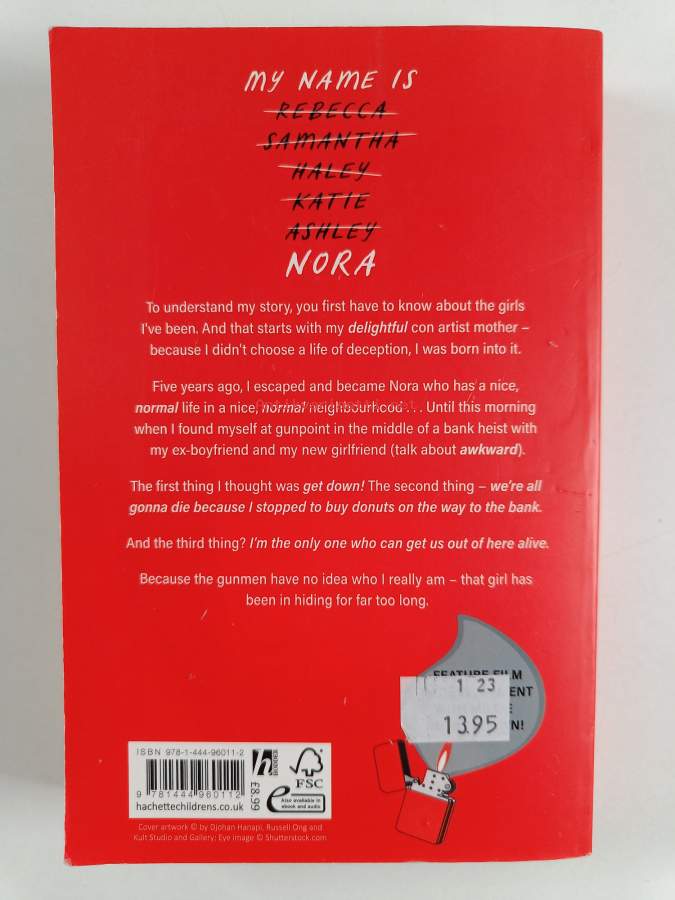 MY NAME IS
REBECCA
SAMANTHA
HALEY
KATIE
ASHLEY
NORA
To understand my story, you first have to know about the girls
I've been. And that starts with my delightful con artist mother –
because I didn't choose a life of deception, I was born into it.
Five years ago, I escaped and became Nora who has a nice,
normal life in a nice, normal neighbourhood ... Until this morning
when I found myself at gunpoint in the middle of a bank heist with
my ex-boyfriend and my new girlfriend (talk about awkward).
The first thing I thought was get down! The second thing – we're all
gonna die because I stopped to buy donuts on the way to the bank.
And the third thing? I'm the only one who can get us out of here alive.
Because the gunmen have no idea who I really am – that girl has
been in hiding for far too long.
FEATURE FILM
1 23
13.95
ISBN 978-1-444-96011-2
9 781444 960112
hachettechildrens.co.uk
h
HODDER
£8.99
FSC
e
Also available in
ebook and audio
Cover artwork © by Djohan Hanapi, Russell Ong and
Kult Studio and Gallery; Eye image © Shutterstock.com